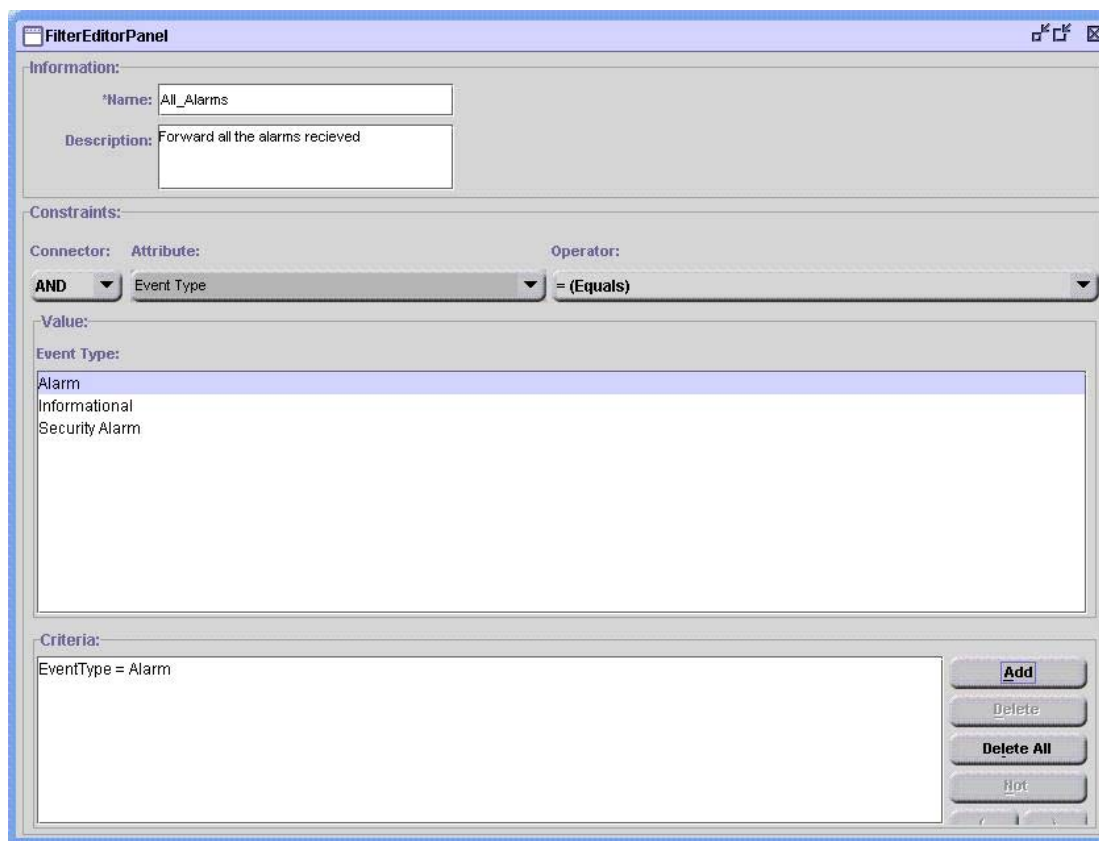 FilterEditorPanel
Information:
*Name: All_Alarms
Description: Forward all the alarms recieved
Constraints:
Connector: Attribute: Operator:
AND Event Type = (Equals)
Value:
Event Type:
Alarm
Informational
Security Alarm
Criteria:
EventType = Alarm
Add
Delete
Delete All
Not